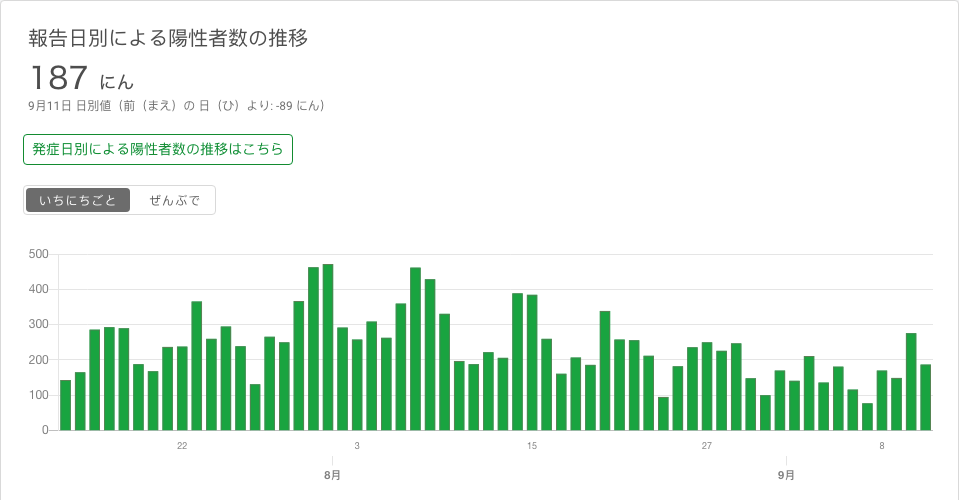 報告日別による陽性者数の推移
187 にん
9月11日 日別値（前（まえ）の 日（ひ）より: -89 にん）
発症日別による陽性者数の推移はこちら
いちにちごと ぜんぶで
500
400
300
200
100
0
22 3 15 27 8
8月 9月